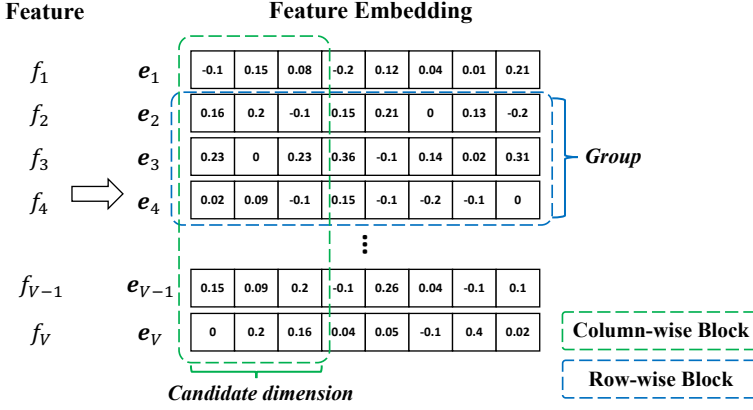 Feature Feature Embedding
f₁ e₁ -0.1 0.15 0.08 -0.2 0.12 0.04 0.01 0.21
f₂ e₂ 0.16 0.2 -0.1 0.15 0.21 0 0.13 -0.2
f₃ e₃ 0.23 0 0.23 0.36 -0.1 0.14 0.02 0.31
Group
f₄ e₄ 0.02 0.09 -0.1 0.15 -0.1 -0.2 -0.1 0
f_{V−1} e_{V−1} 0.15 0.09 0.2 -0.1 0.26 0.04 -0.1 0.1
f_V e_V 0 0.2 0.16 0.04 0.05 -0.1 0.4 0.02
Column-wise Block
Candidate dimension
Row-wise Block